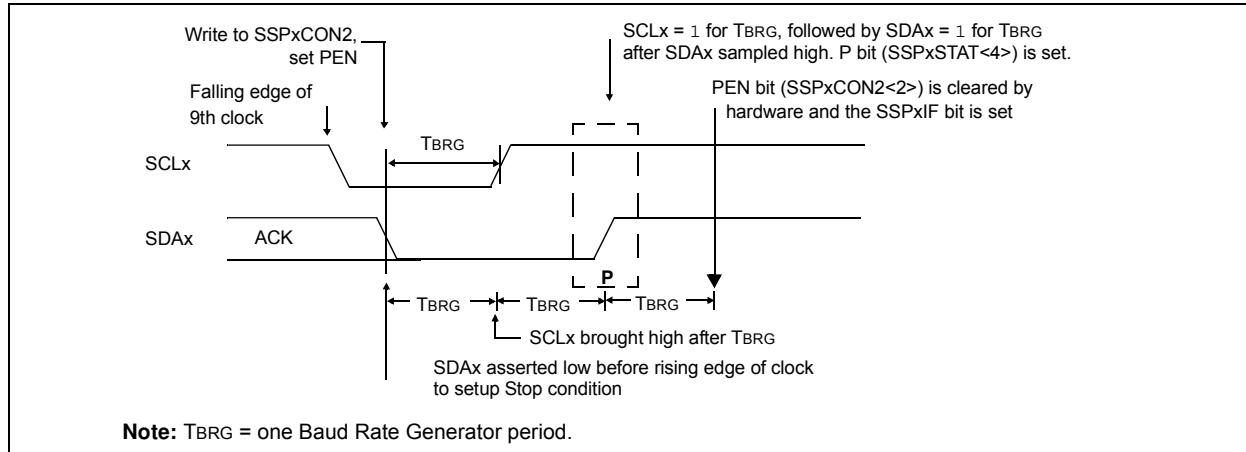 Write to SSPxCON2,
set PEN
SCLx = 1 for TBRG, followed by SDAx = 1 for TBRG
after SDAx sampled high. P bit (SSPxSTAT<4>) is set.
Falling edge of
9th clock
PEN bit (SSPxCON2<2>) is cleared by
hardware and the SSPxIF bit is set
TBRG
SCLx
SDAx
ACK
P
TBRG
TBRG
TBRG
SCLx brought high after TBRG
SDAx asserted low before rising edge of clock
to setup Stop condition
Note: TBRG = one Baud Rate Generator period.